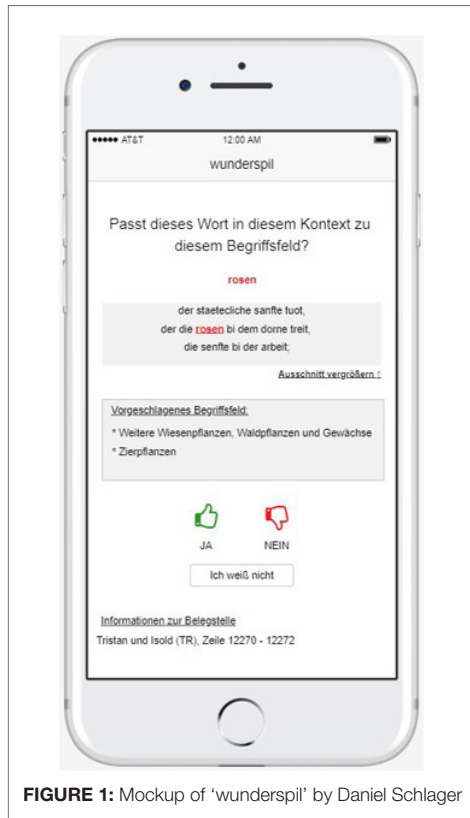 AT&T 12:00 AM
wunderspil
Passt dieses Wort in diesem Kontext zu
diesem Begriffsfeld?
rosen
der staetecliche sanfte tuot,
der die rosen bi dem dorne treit,
die senfte bi der arbeit;
Ausschnitt vergrößern ↑
Vorgeschlagenes Begriffsfeld:
* Weitere Wiesenpflanzen, Waldpflanzen und Gewächse
* Zierpflanzen
JA NEIN
Ich weiß nicht
Informationen zur Belegstelle
Tristan und Isold (TR), Zeile 12270 - 12272
FIGURE 1: Mockup of ‘wunderspil’ by Daniel Schlager